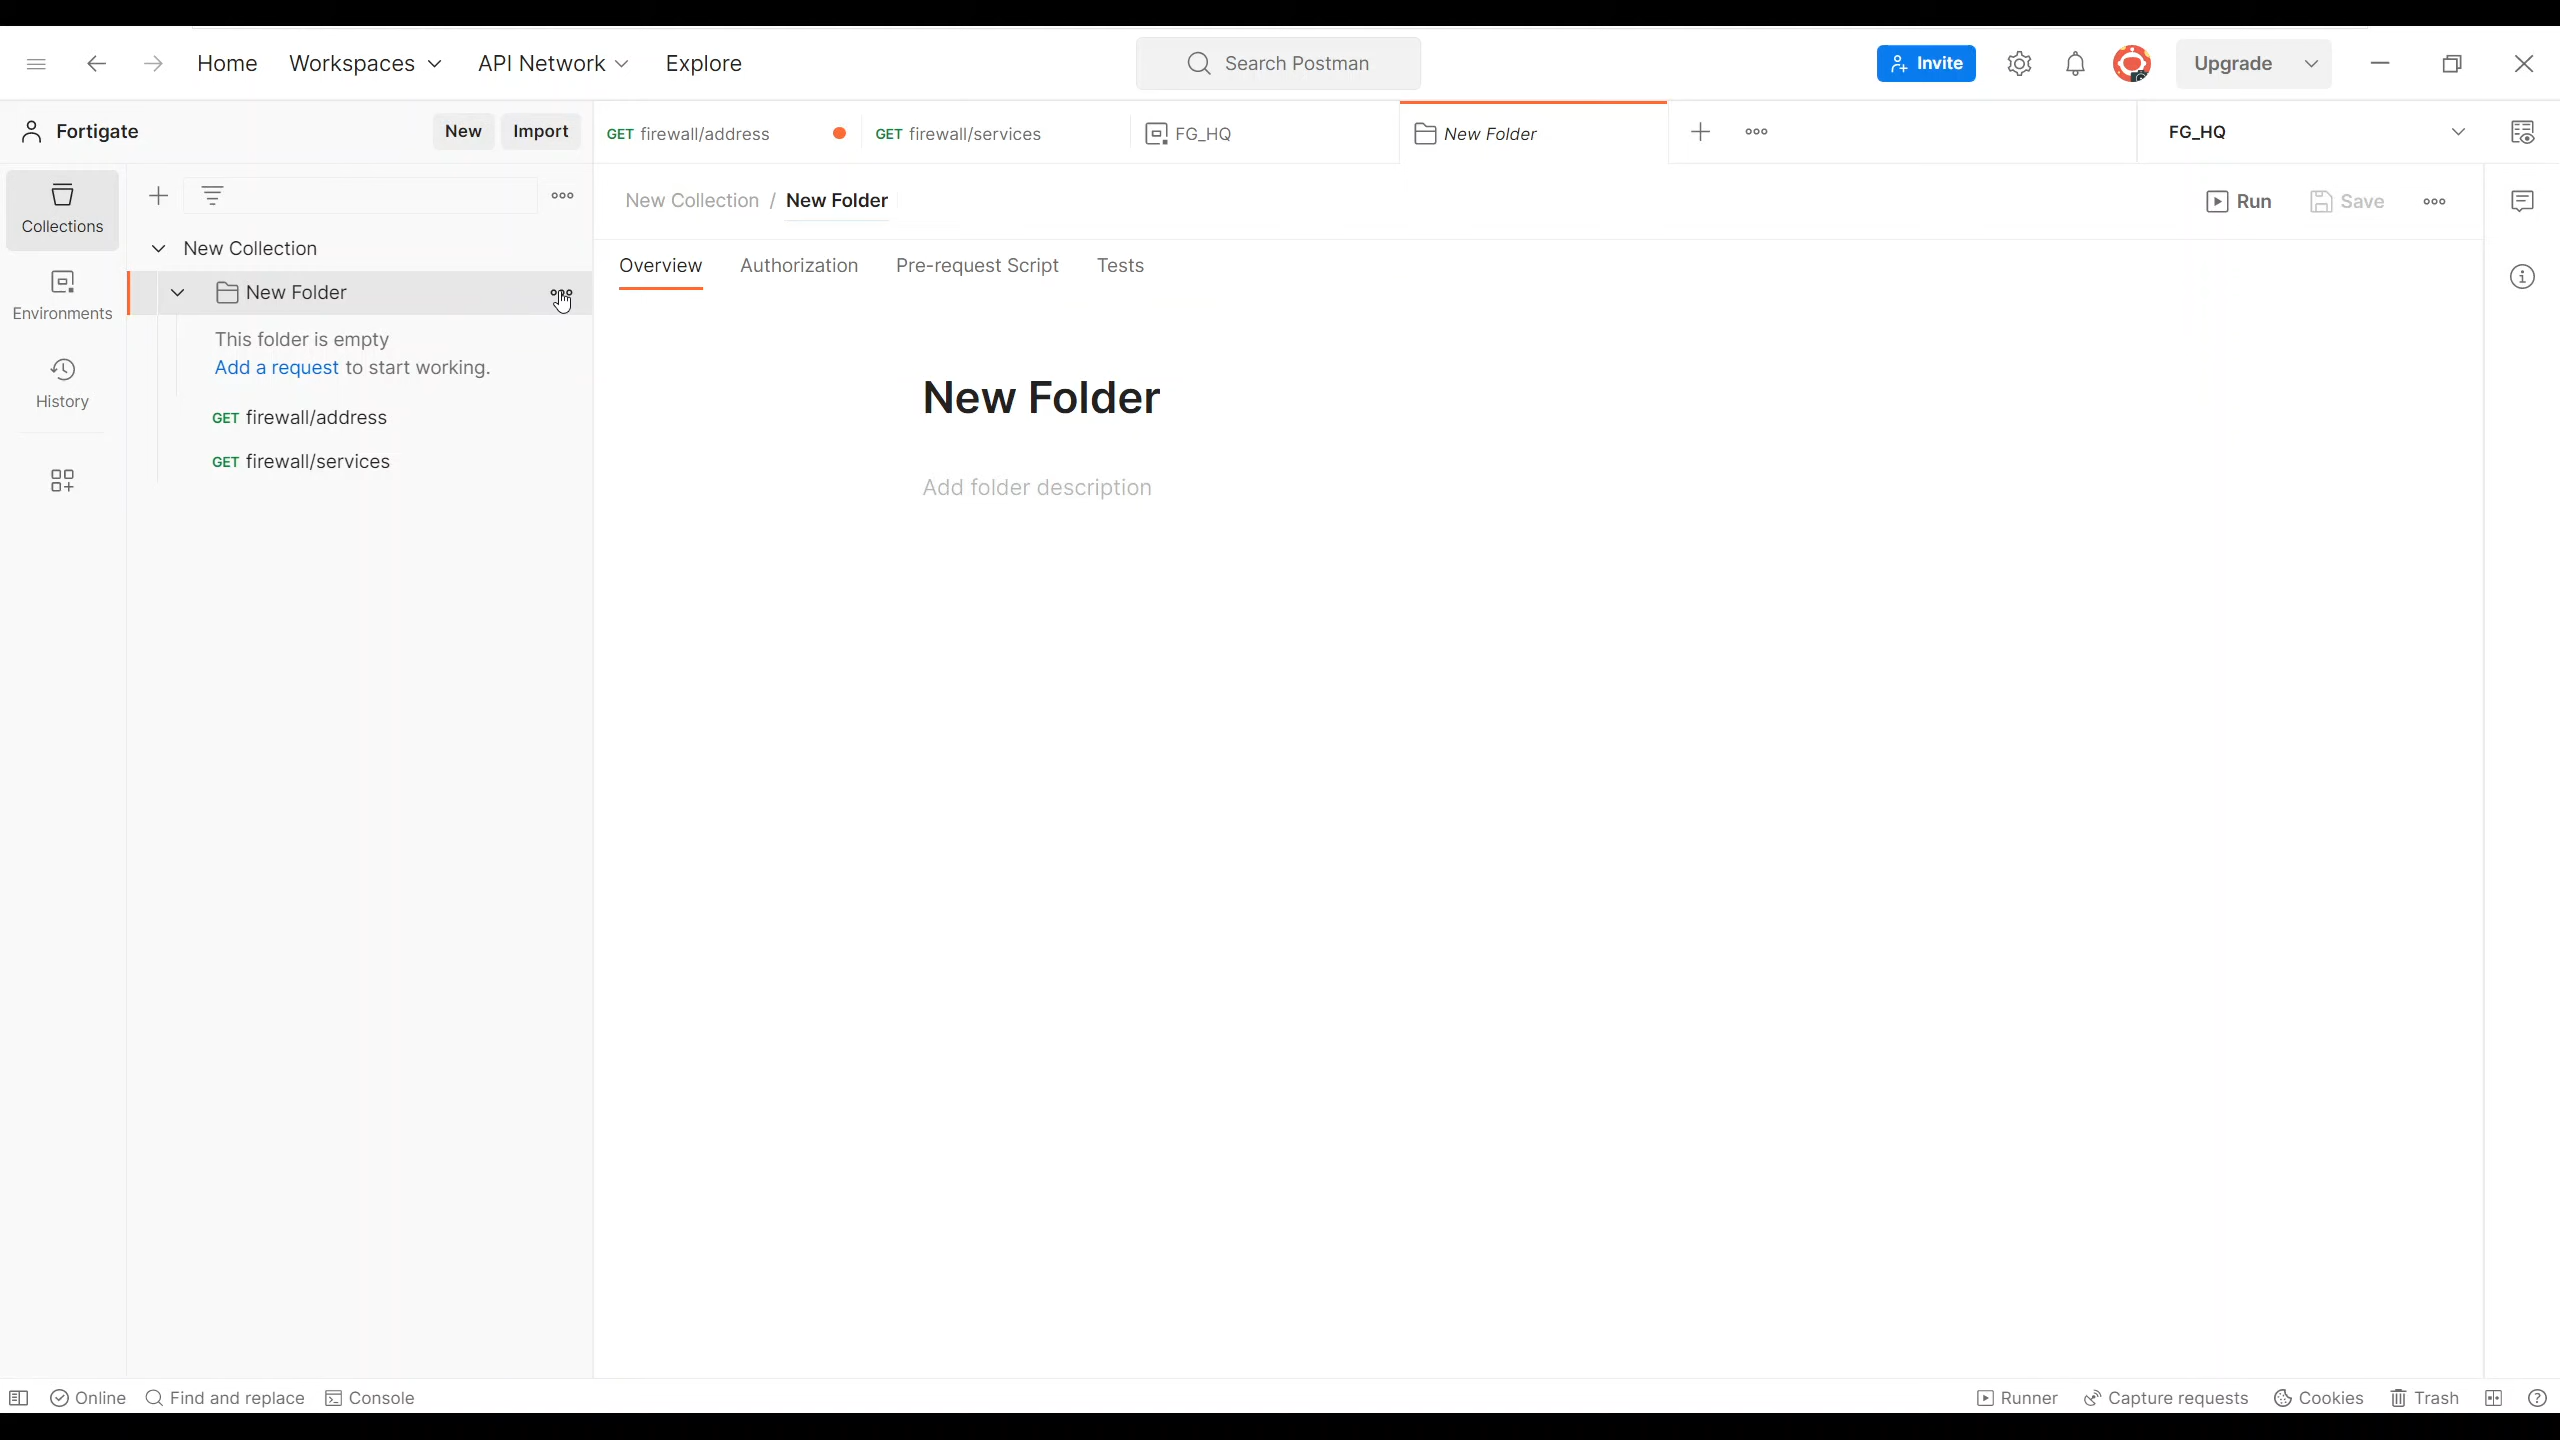 Home Workspaces API Network Explore Search Postman Invite Upgrade
Fortigate New Import GET firewall/address GET firewall/services FG_HQ New Folder FG_HQ
New Collection / New Folder Run Save
Collections
New Collection
Overview Authorization Pre-request Script Tests
New Folder
Environments
This folder is empty
Add a request to start working.
History
GET firewall/address
GET firewall/services
New Folder
Add folder description
Online Find and replace Console Runner Capture requests Cookies Trash